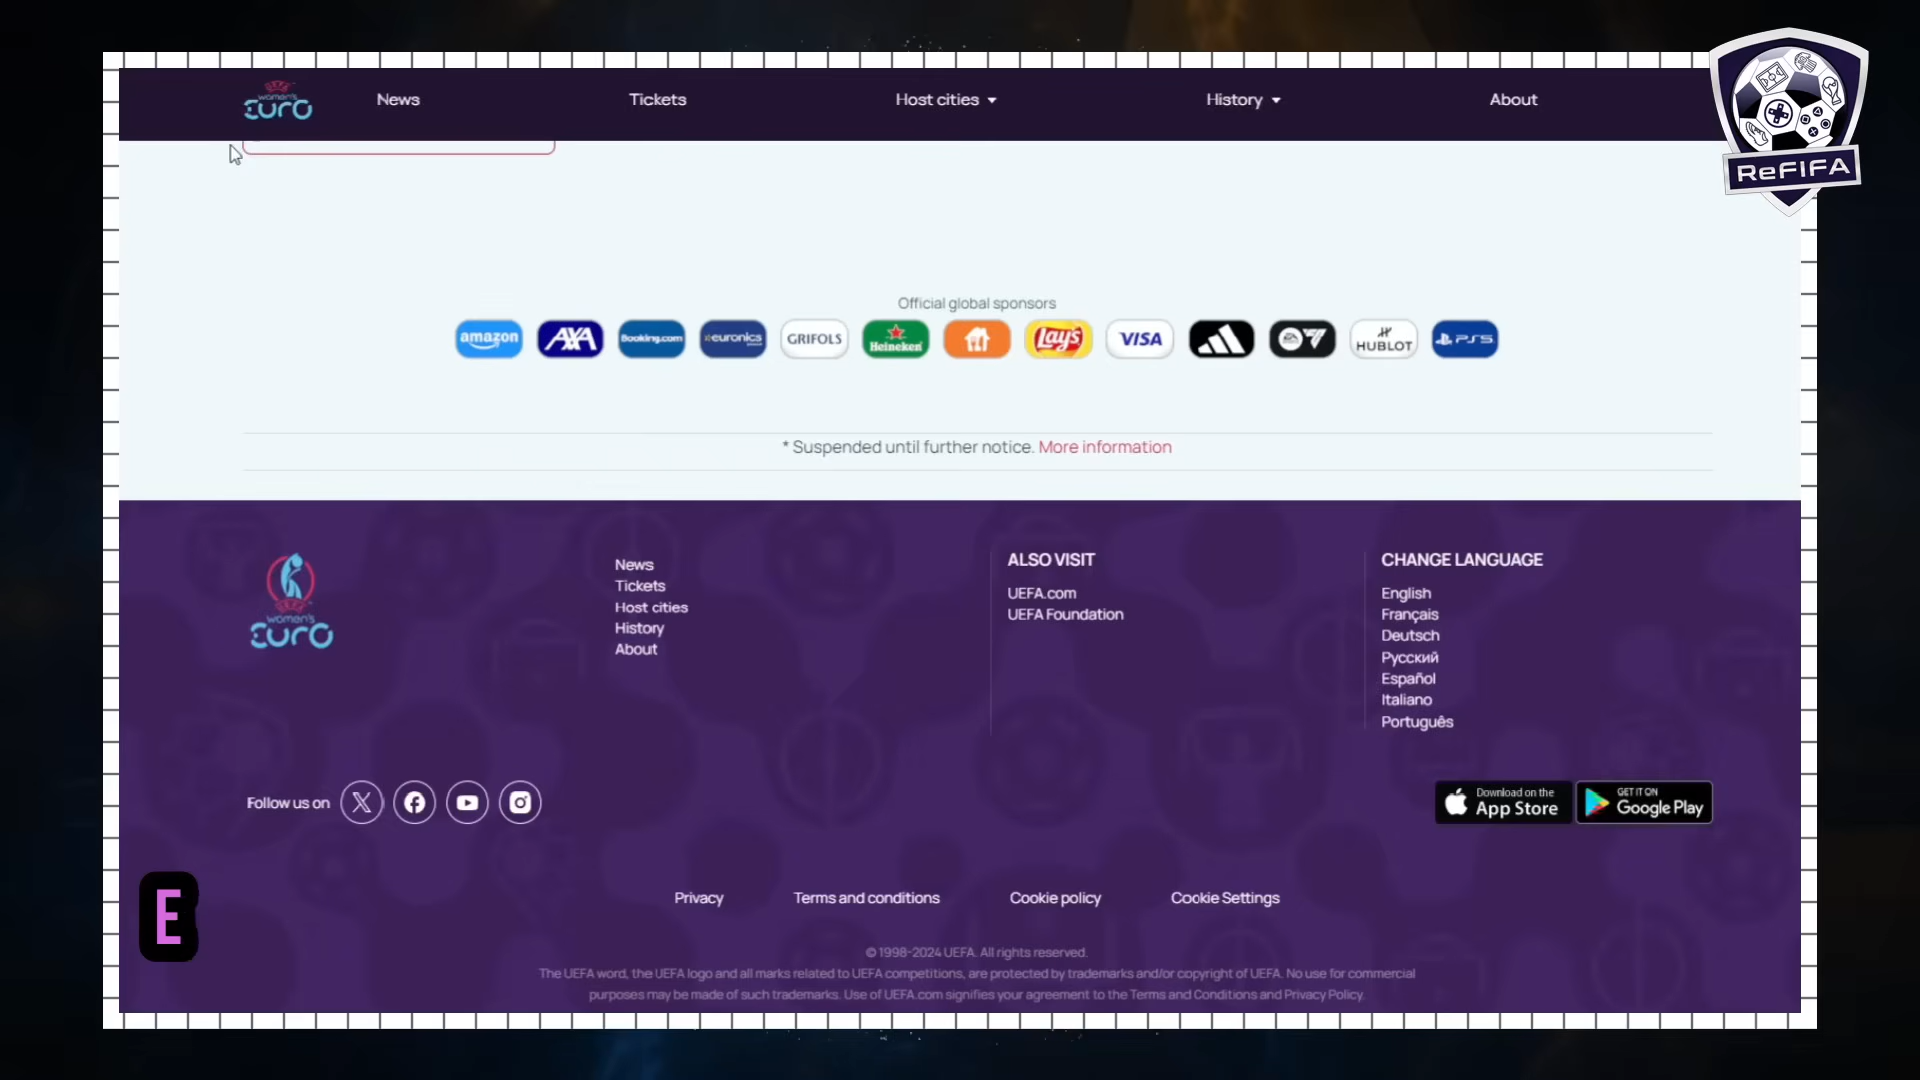 women's
EURO
News
Tickets
Host cities
History
About
ReFIFA
Official global sponsors
amazon
AXA
Booking.com
euronics
GRIFOLS
Heineken
Lay's
VISA
HUBLOT
PS5
* Suspended until further notice. More information
women's
EURO
News
Tickets
Host cities
History
About
ALSO VISIT
UEFA.com
UEFA Foundation
CHANGE LANGUAGE
English
Français
Deutsch
Русский
Español
Italiano
Português
Follow us on
Download on the
App Store
GET IT ON
Google Play
E
Privacy
Terms and conditions
Cookie policy
Cookie Settings
© 1998-2024 UEFA. All rights reserved.
The UEFA word, the UEFA logo and all marks related to UEFA competitions, are protected by trademarks and/or copyright of UEFA. No use for commercial
purposes may be made of such trademarks. Use of UEFA.com signifies your agreement to the Terms and Conditions and Privacy Policy.